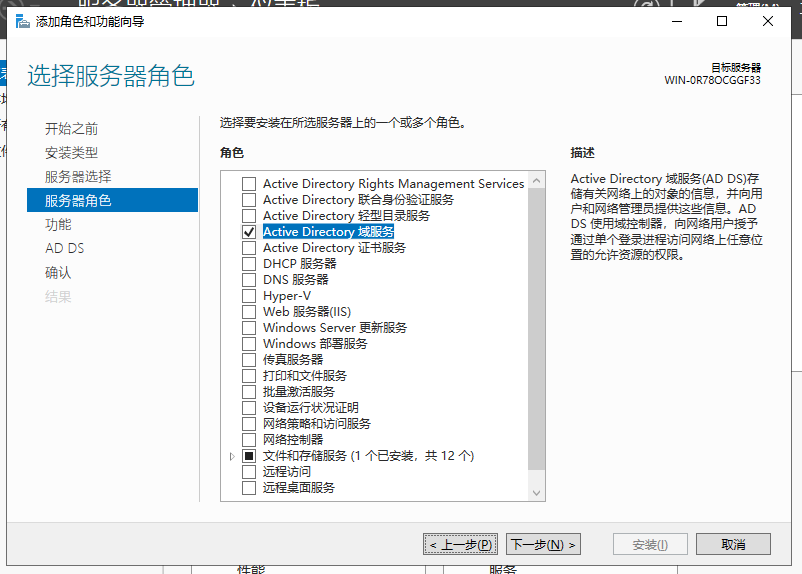 添加角色和功能向导
选择服务器角色
目标服务器
WIN-0R78OCGGF33
开始之前
安装类型
服务器选择
服务器角色
功能
AD DS
确认
结果
选择要安装在所选服务器上的一个或多个角色。
角色
Active Directory Rights Management Services
Active Directory 联合身份验证服务
Active Directory 轻型目录服务
Active Directory 域服务
Active Directory 证书服务
DHCP 服务器
DNS 服务器
Hyper-V
Web 服务器(IIS)
Windows Server 更新服务
Windows 部署服务
传真服务器
打印和文件服务
批量激活服务
设备运行状况证明
网络策略和访问服务
网络控制器
文件和存储服务 (1 个已安装，共 12 个)
远程访问
远程桌面服务
描述
Active Directory 域服务(AD DS)存
储有关网络上的对象的信息，并向用
户和网络管理员提供这些信息。AD
DS 使用域控制器，向网络用户授予
通过单个登录进程访问网络上任意位
置的允许资源的权限。
< 上一步(P)
下一步(N) >
安装(I)
取消
性能
服务